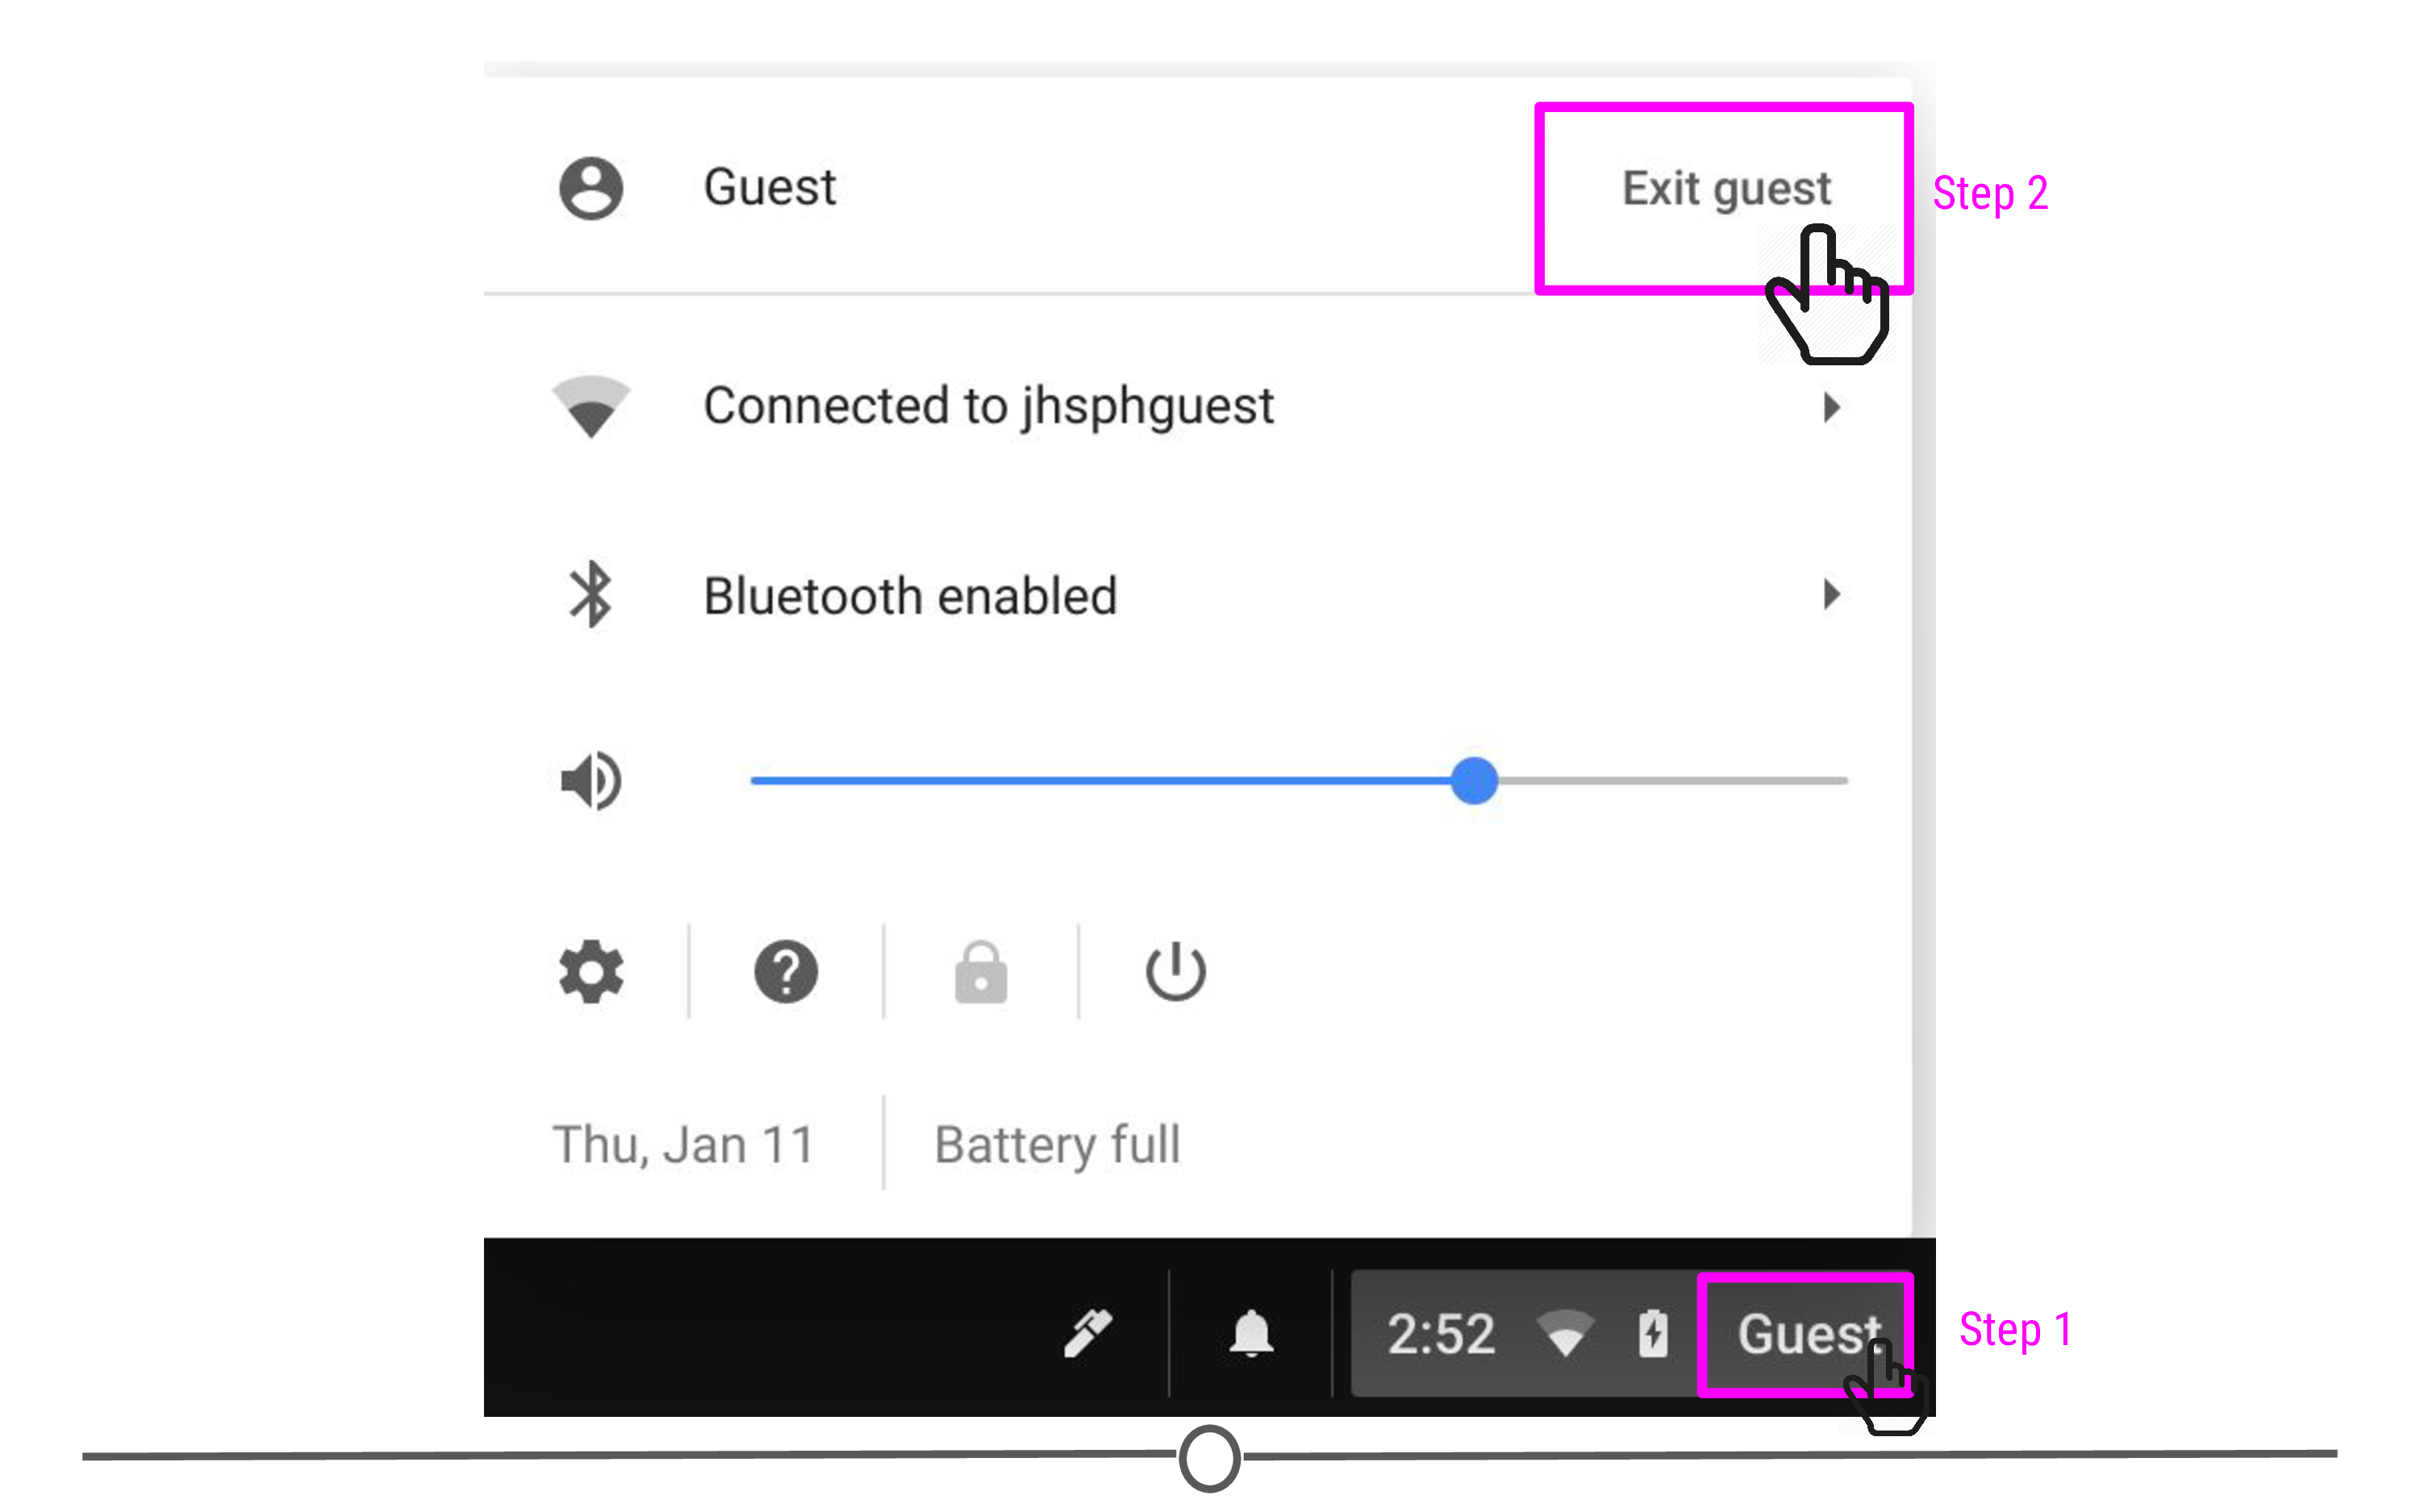 Guest Exit guest Step 2
Connected to jhsphguest
Bluetooth enabled
Thu, Jan 11 Battery full
2:52 Guest Step 1